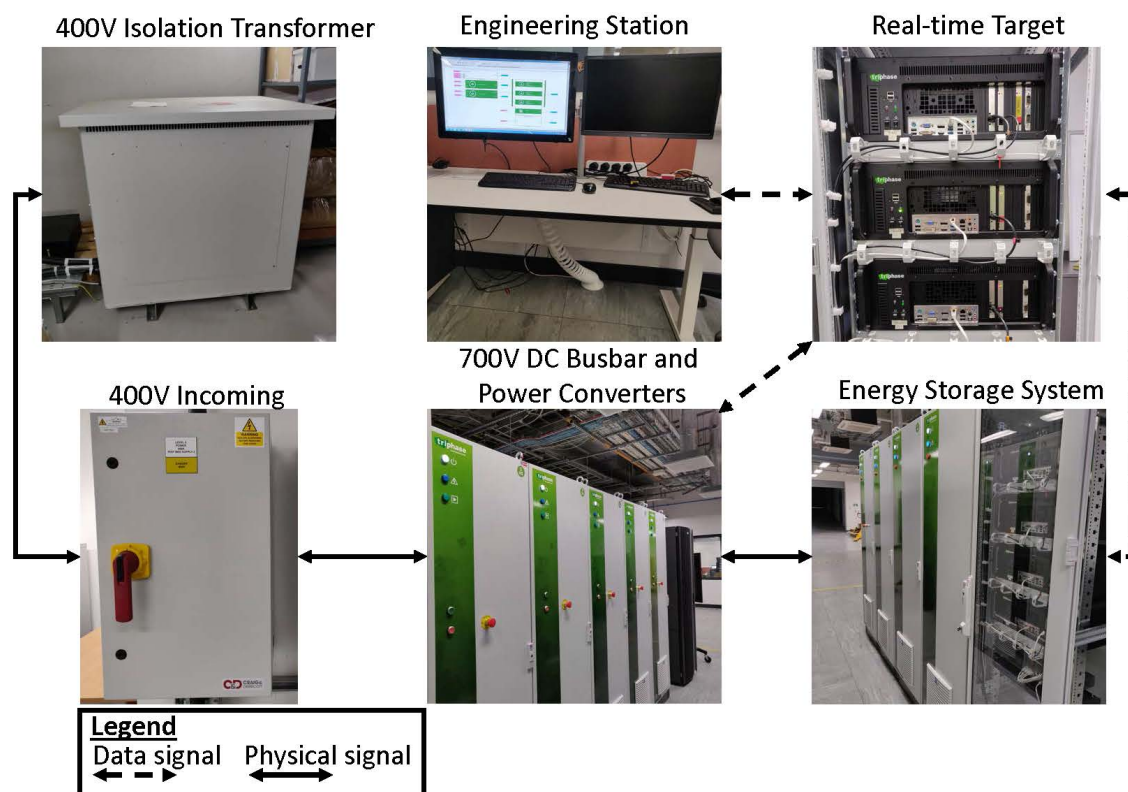 400V Isolation Transformer
Engineering Station
Real-time Target
triphase
triphase
triphase
400V Incoming
700V DC Busbar and
Power Converters
Energy Storage System
triphase
triphase
Legend
Data signal Physical signal